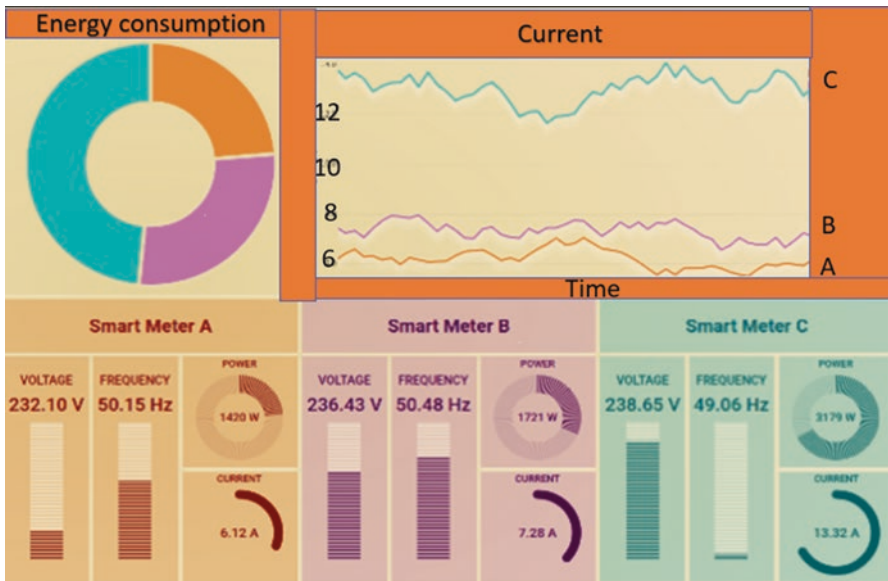 Energy consumption
Current
12
10
8
6
C
B
A
Time
Smart Meter A
VOLTAGE
232.10 V
FREQUENCY
50.15 Hz
POWER
1420 W
CURRENT
6.12 A
Smart Meter B
VOLTAGE
236.43 V
FREQUENCY
50.48 Hz
POWER
1721 W
CURRENT
7.28 A
Smart Meter C
VOLTAGE
238.65 V
FREQUENCY
49.06 Hz
POWER
3179 W
CURRENT
13.32 A